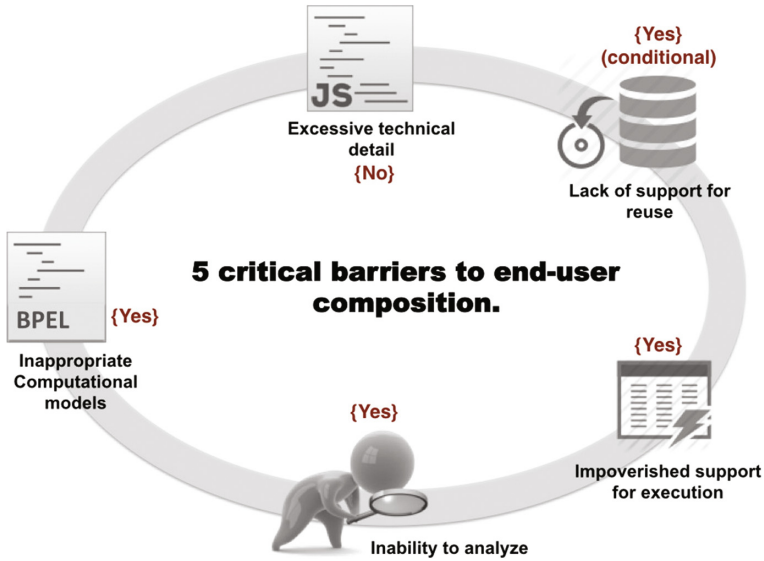 JS
Excessive technical
detail
{No}
{Yes}
(conditional)
Lack of support for
reuse
5 critical barriers to end-user
composition.
BPEL
{Yes}
Inappropriate
Computational
models
{Yes}
Impoverished support
for execution
{Yes}
Inability to analyze